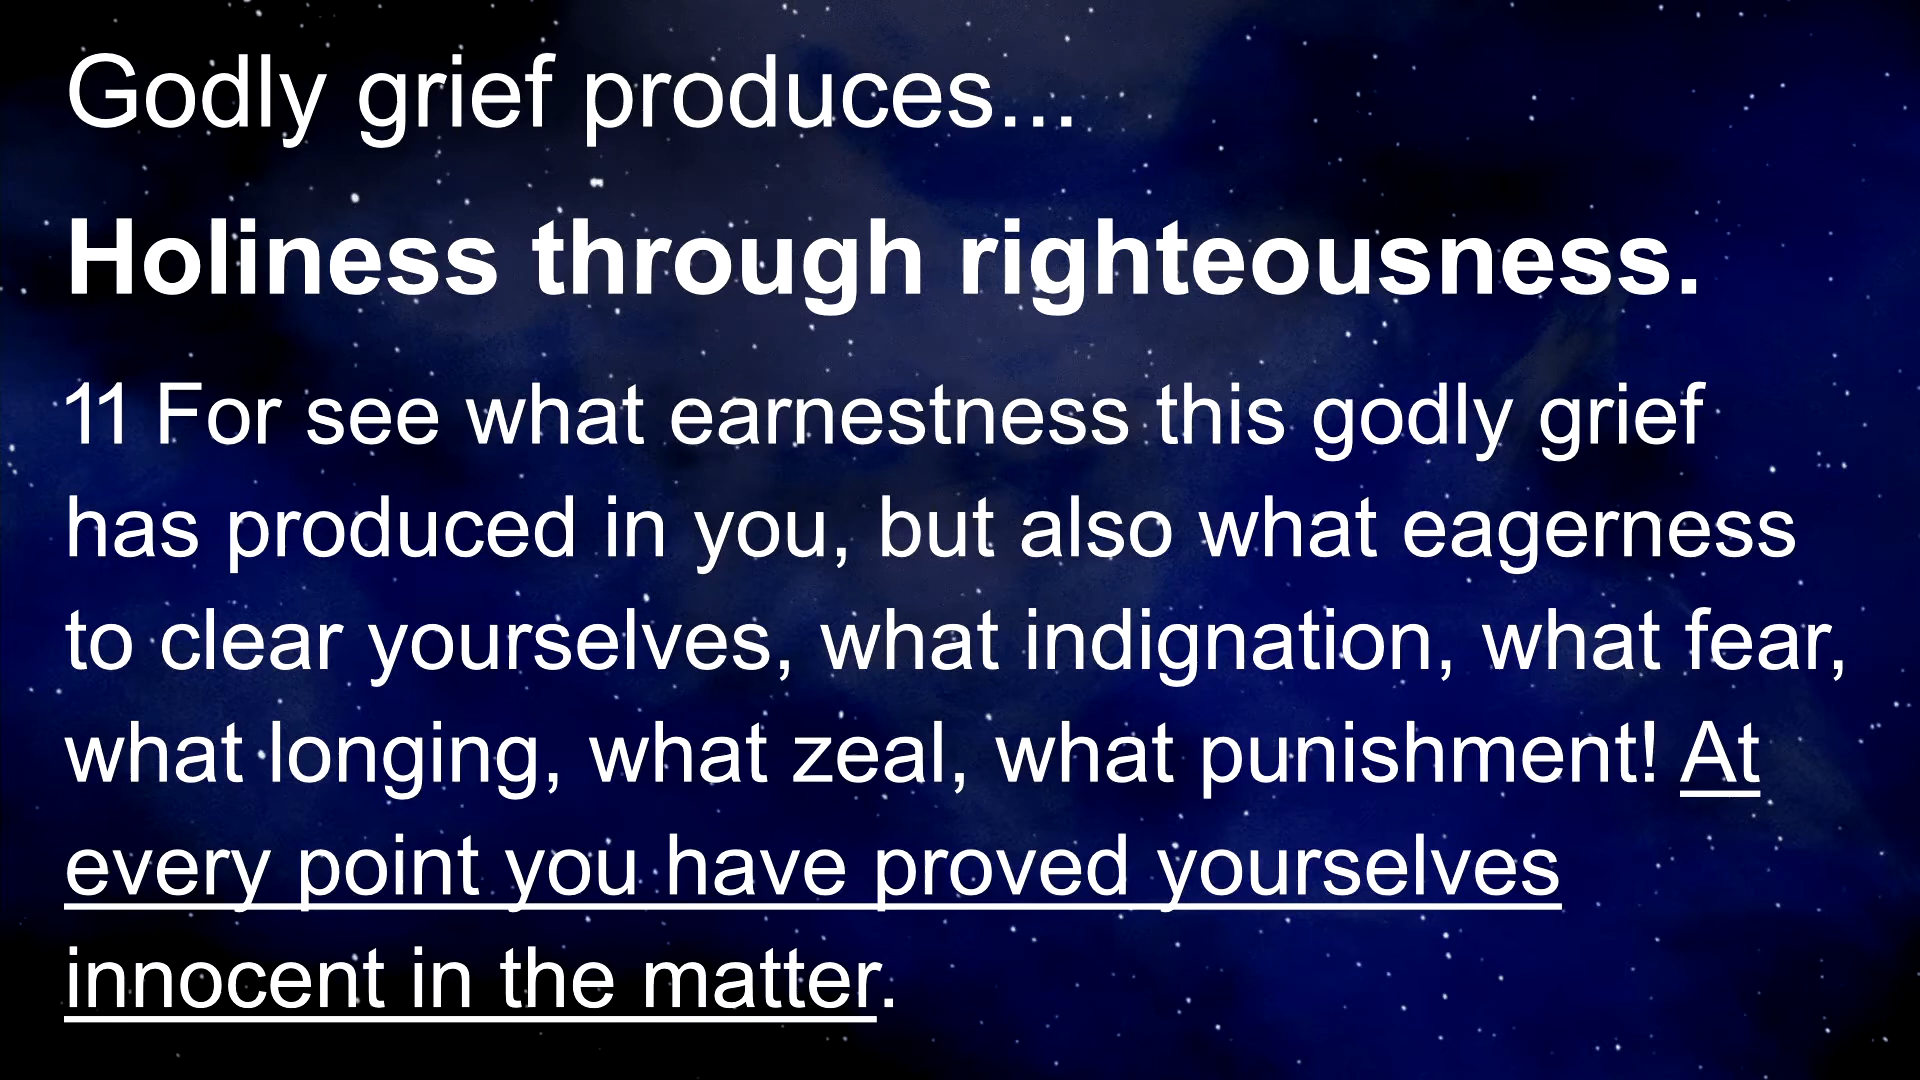 Godly grief produces...
Holiness through righteousness.
11 For see what earnestness this godly grief
has produced in you, but also what eagerness
to clear yourselves, what indignation, what fear,
what longing, what zeal, what punishment! At
every point you have proved yourselves
innocent in the matter.